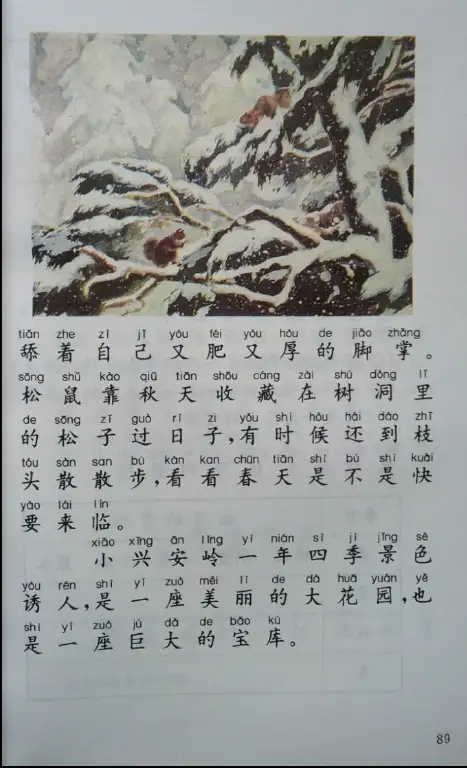 tiǎn zhe zì jǐ yòu féi yòu hòu de jiǎo zhǎng
舔着自己又肥又厚的脚掌。
sōng shǔ kào qiū tiān shōu cáng zài shù dòng lǐ
松鼠靠秋天收藏在树洞里
de sōng zǐ guò rì zi yǒu shí hòu hái dào zhī
的松子过日子,有时候还到枝
tóu sàn san bù kàn kan chūn tiān shì bú shì kuài
头散散步,看看春天是不是快
yào lái lín
要来临。
xiǎo xīng ān lǐng yì nián sì jì jǐng sè
小兴安岭一年四季景色
yòu rén shì yí zuò měi lì de dà huā yuán yě
诱人,是一座美丽的大花园,也
shì yí zuò jù dà de bǎo kù
是一座巨大的宝库。
89